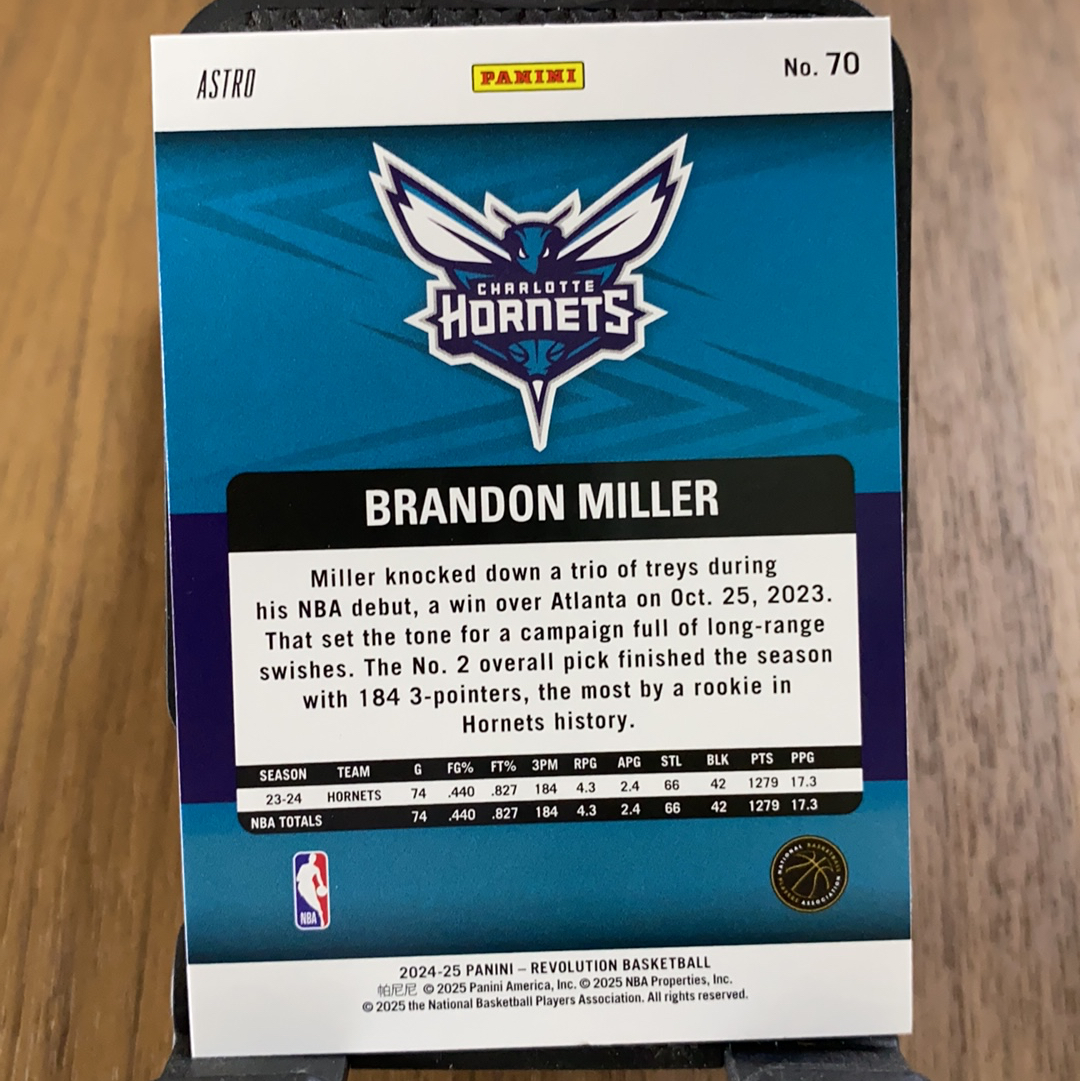 ASTRO
PANINI
No. 70
CHARLOTTE
HORNETS
BRANDON MILLER
Miller knocked down a trio of treys during
his NBA debut, a win over Atlanta on Oct. 25, 2023.
That set the tone for a campaign full of long-range
swishes. The No. 2 overall pick finished the season
with 184 3-pointers, the most by a rookie in
Hornets history.
SEASON TEAM G FG% FT% 3PM RPG APG STL BLK PTS PPG
23-24 HORNETS 74 .440 .827 184 4.3 2.4 66 42 1279 17.3
NBA TOTALS 74 .440 .827 184 4.3 2.4 66 42 1279 17.3
NBA
NATIONAL BASKETBALL
PLAYERS ASSOCIATION
2024-25 PANINI – REVOLUTION BASKETBALL
帕尼尼 © 2025 Panini America, Inc. © 2025 NBA Properties, Inc.
© 2025 the National Basketball Players Association. All rights reserved.